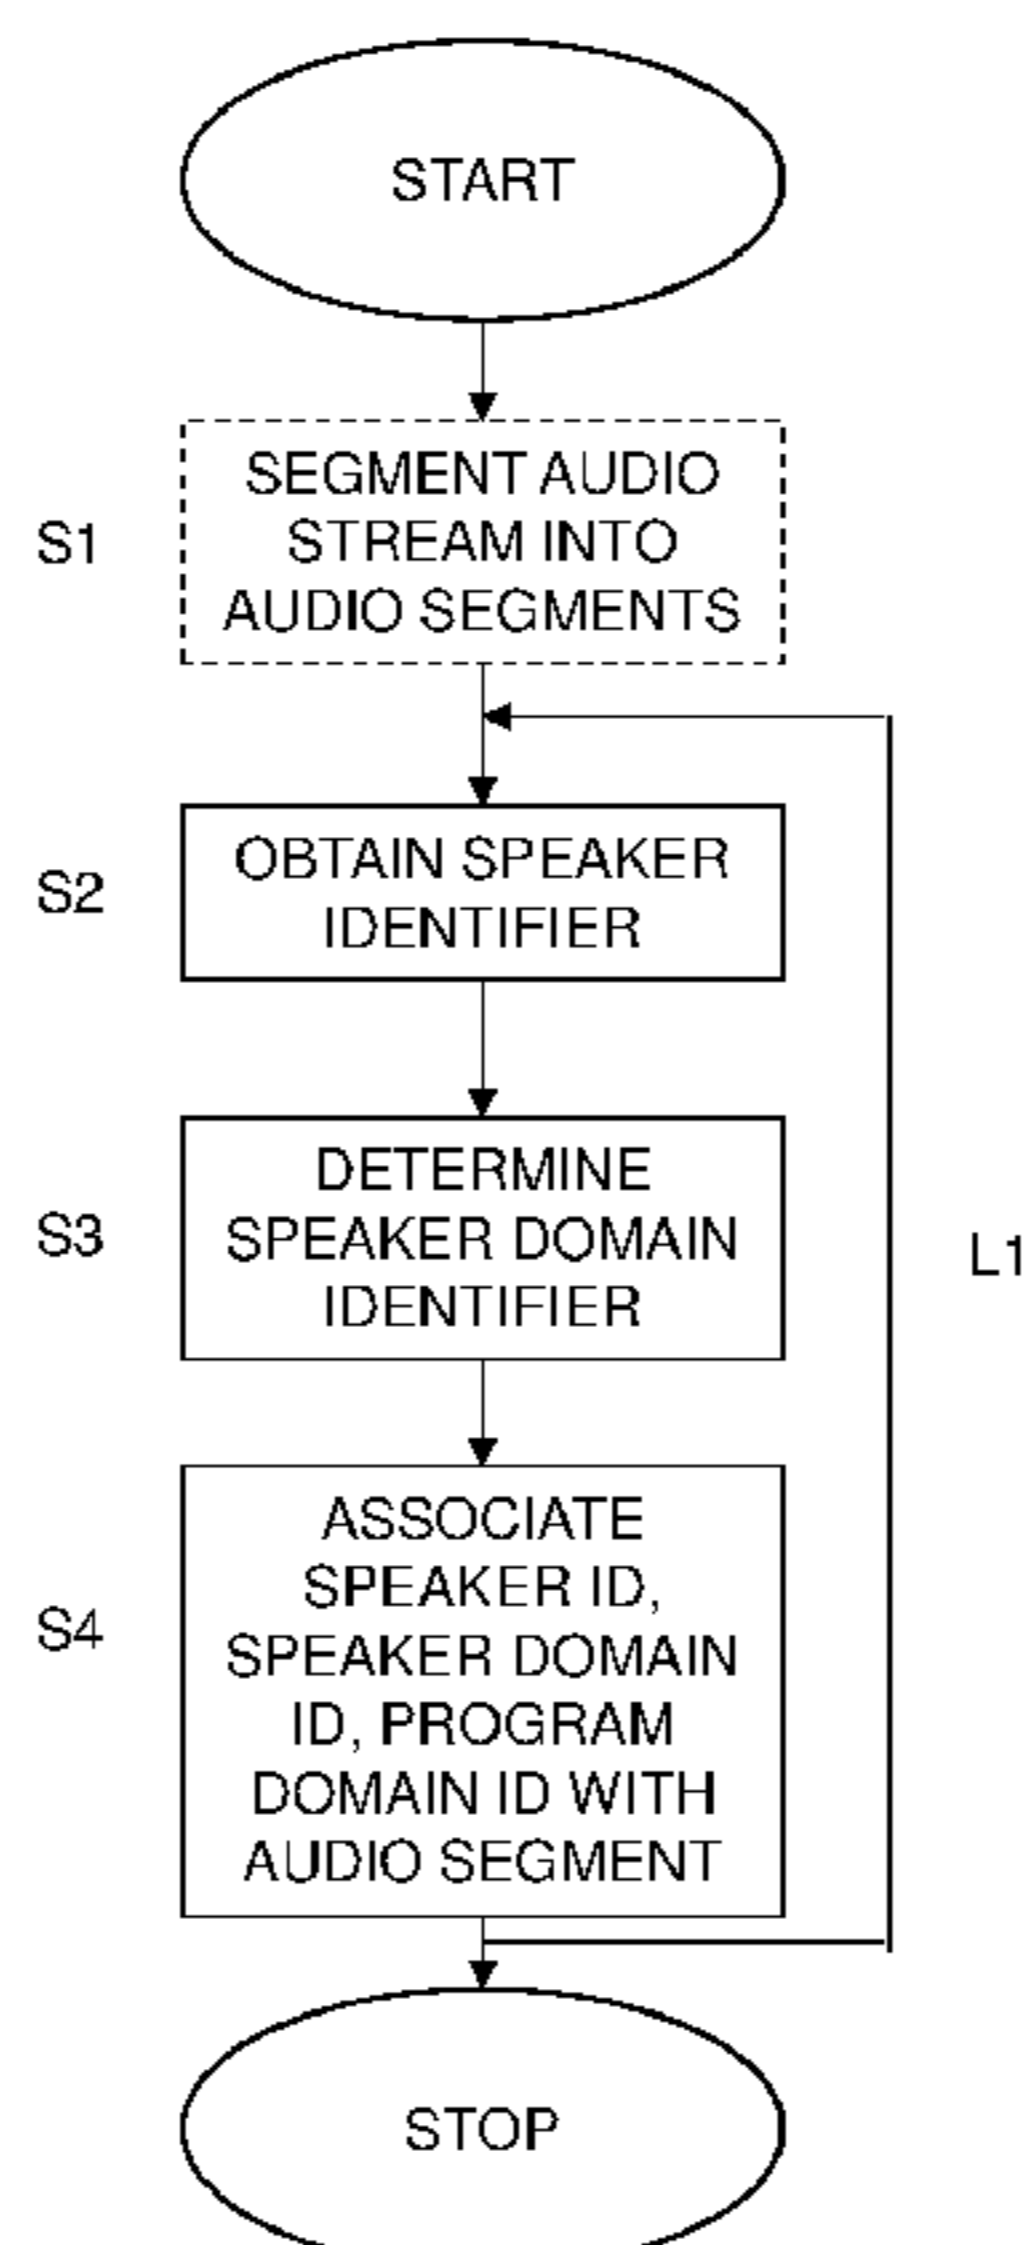 START
S1
SEGMENT AUDIO
STREAM INTO
AUDIO SEGMENTS
S2
OBTAIN SPEAKER
IDENTIFIER
S3
DETERMINE
SPEAKER DOMAIN
IDENTIFIER
L1
S4
ASSOCIATE
SPEAKER ID,
SPEAKER DOMAIN
ID, PROGRAM
DOMAIN ID WITH
AUDIO SEGMENT
STOP